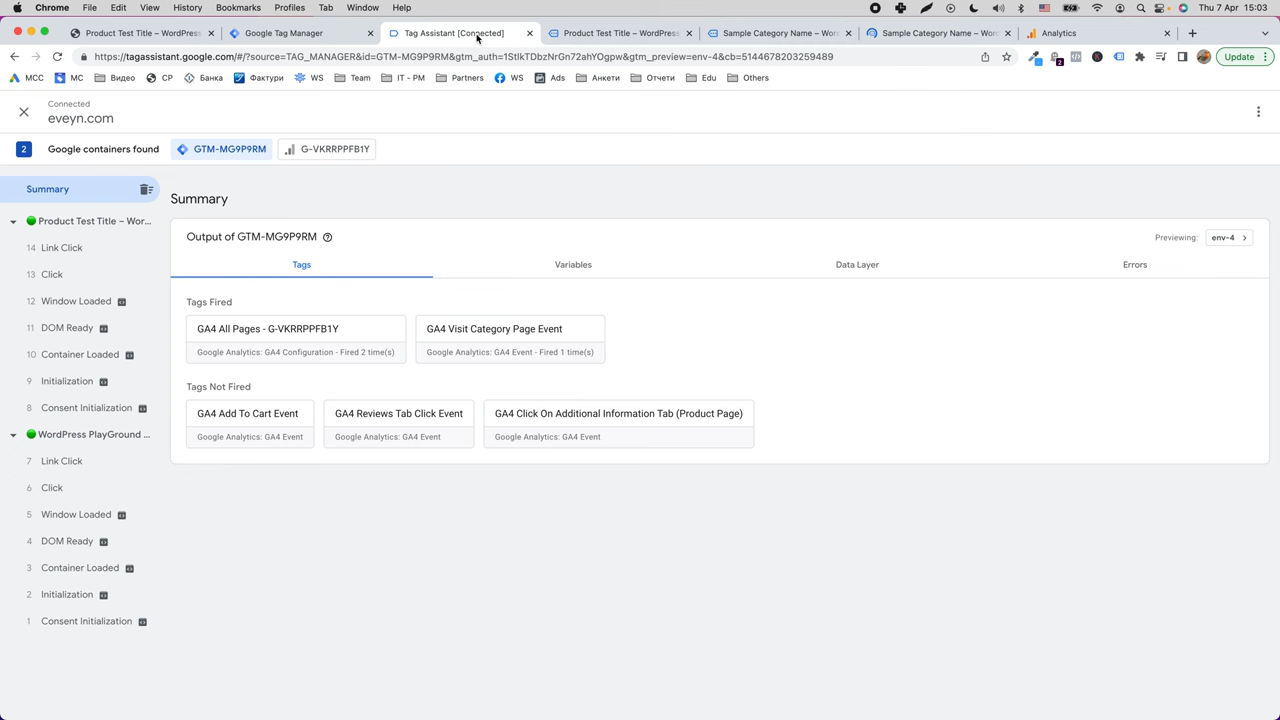 Chrome File Edit View History Bookmarks Profiles Tab Window Help Thu 7 Apr 15:03
Product Test Title – WordPress Google Tag Manager Tag Assistant [Connected] Product Test Title – WordPress Sample Category Name – Wor Sample Category Name – Wor Analytics
https://tagassistant.google.com/#/?source=TAG_MANAGER&id=GTM-MG9P9RM&gtm_auth=1StlkTDbzNrGn72ahYOgpw&gtm_preview=env-4&cb=5144678203259489 Update
MCC Видео CP Банка Фактури WS Team IT - PM Partners WS Ads Анкети Отчети Edu Others
Connected
eveyn.com
2 Google containers found GTM-MG9P9RM G-VKRRPPFB1Y
Summary
Product Test Title – Wor...
14 Link Click
13 Click
12 Window Loaded
11 DOM Ready
10 Container Loaded
9 Initialization
8 Consent Initialization
WordPress PlayGround ...
7 Link Click
6 Click
5 Window Loaded
4 DOM Ready
3 Container Loaded
2 Initialization
1 Consent Initialization
Summary
Output of GTM-MG9P9RM Previewing: env-4
Tags Variables Data Layer Errors
Tags Fired
GA4 All Pages - G-VKRRPPFB1Y
Google Analytics: GA4 Configuration - Fired 2 time(s)
GA4 Visit Category Page Event
Google Analytics: GA4 Event - Fired 1 time(s)
Tags Not Fired
GA4 Add To Cart Event
Google Analytics: GA4 Event
GA4 Reviews Tab Click Event
Google Analytics: GA4 Event
GA4 Click On Additional Information Tab (Product Page)
Google Analytics: GA4 Event